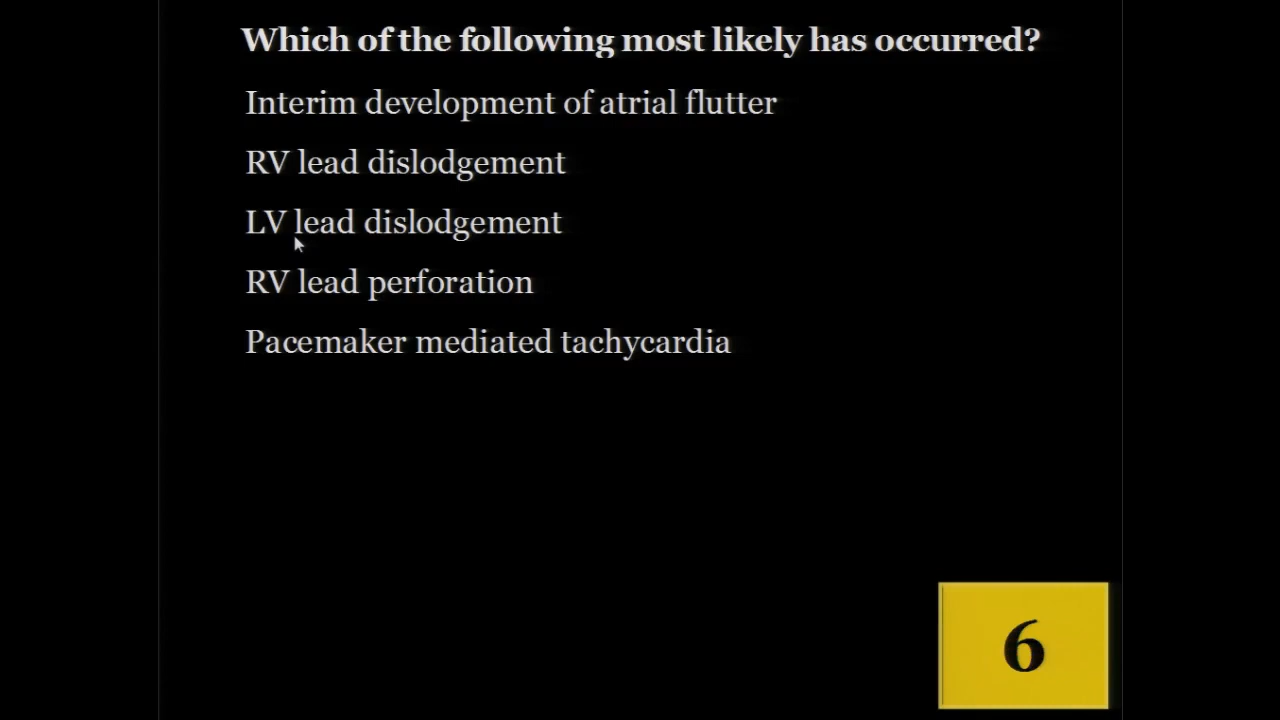 Which of the following most likely has occurred?
Interim development of atrial flutter
RV lead dislodgement
LV lead dislodgement
RV lead perforation
Pacemaker mediated tachycardia
6